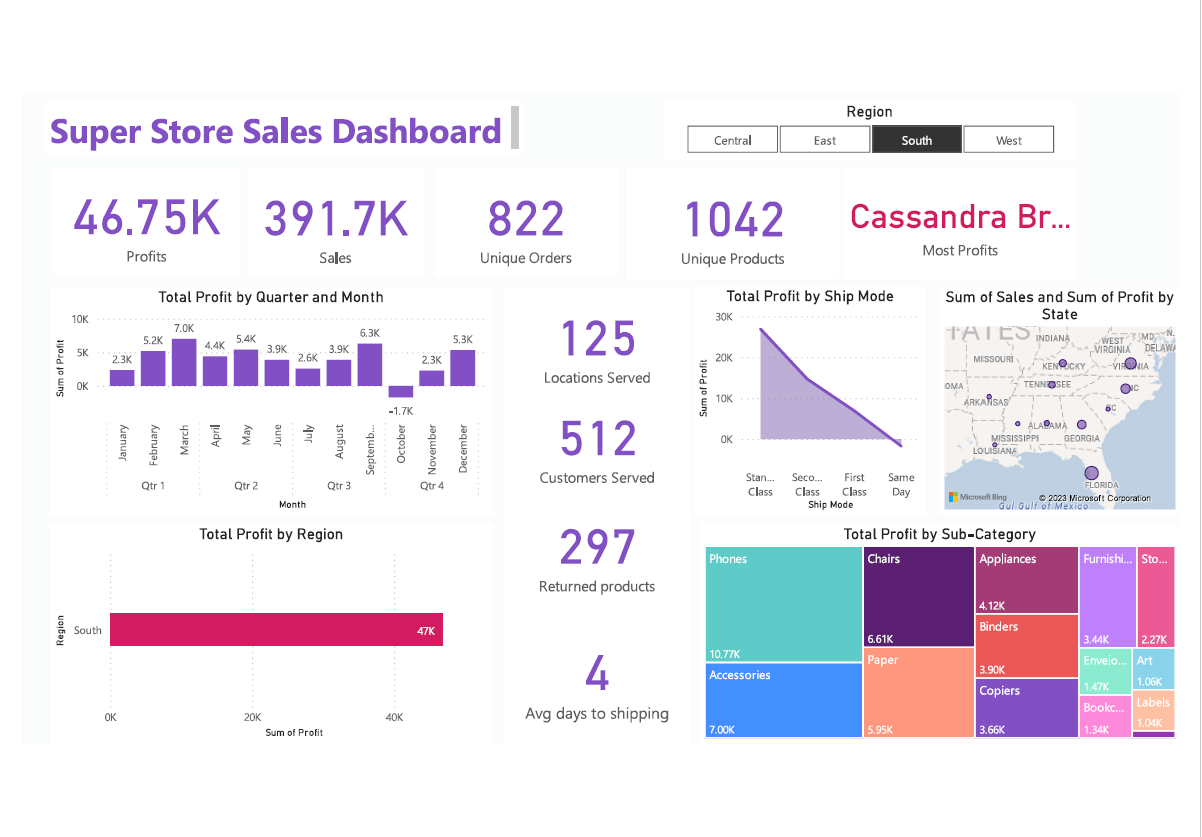 Super Store Sales Dashboard
Region
Central East South West
46.75K
Profits
391.7K
Sales
822
Unique Orders
1042
Unique Products
Cassandra Br...
Most Profits
Total Profit by Quarter and Month
Sum of Profit
10K
5K
0K
2.3K 5.2K 7.0K 4.4K 5.4K 3.9K 2.6K 3.9K 6.3K -1.7K 2.3K 5.3K
January February March April May June July August Septemb... October November December
Qtr 1 Qtr 2 Qtr 3 Qtr 4
Month
125
Locations Served
512
Customers Served
297
Returned products
4
Avg days to shipping
Total Profit by Ship Mode
Sum of Profit
30K
20K
10K
0K
Stan... Seco... First Same
Class Class Class Day
Ship Mode
Sum of Sales and Sum of Profit by
State
TATES
INDIANA
MD
N.
MISSOURI
WEST
VIRGINIA
DELAWA
KENTUCKY
VIRGINIA
OMA
TENNESSEE
NC
ARKANSAS
SC
ALABAMA
MISSISSIPPI
GEORGIA
LOUISIANA
FLORIDA
Microsoft Bing
© 2023 Microsoft Corporation
Gulf of Mexico
Total Profit by Region
Region
South
47K
0K 20K 40K
Sum of Profit
Total Profit by Sub-Category
Phones
10.77K
Accessories
7.00K
Chairs
6.61K
Paper
5.95K
Appliances
4.12K
Binders
3.90K
Copiers
3.66K
Furnishi...
3.44K
Sto...
2.27K
Envelo...
1.47K
Art
1.06K
Bookc...
1.34K
Labels
1.04K